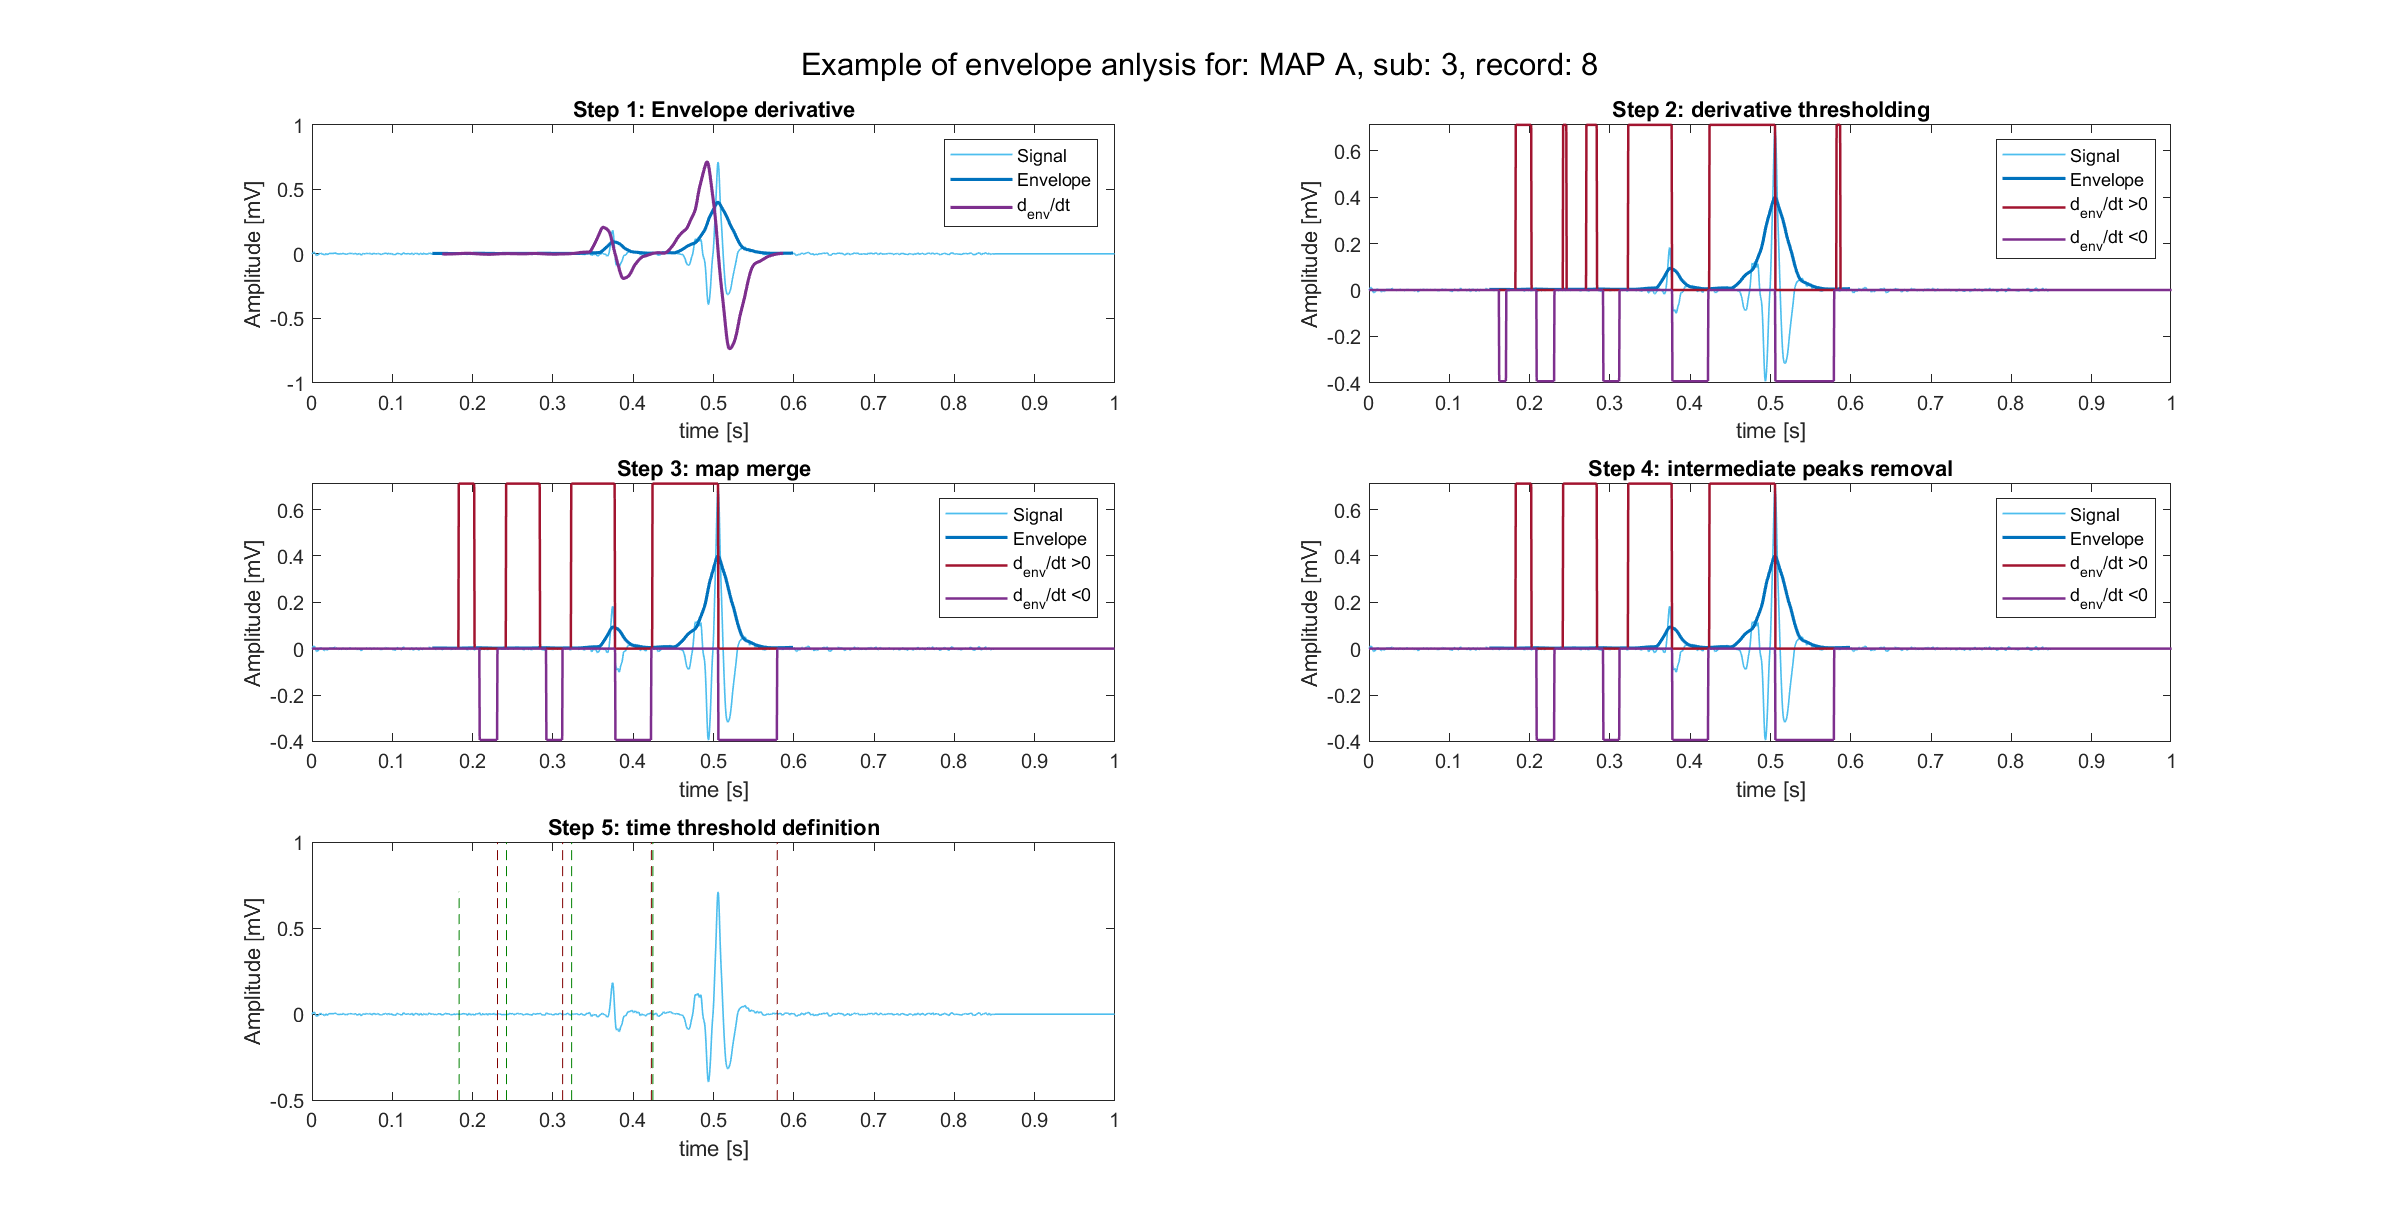 Example of envelope anlysis for: MAP A, sub: 3, record: 8
Step 1: Envelope derivative
Amplitude [mV]
1
0.5
0
-0.5
-1
0 0.1 0.2 0.3 0.4 0.5 0.6 0.7 0.8 0.9 1
time [s]
Signal
Envelope
d_env/dt
Step 2: derivative thresholding
Amplitude [mV]
0.6
0.4
0.2
0
-0.2
-0.4
0 0.1 0.2 0.3 0.4 0.5 0.6 0.7 0.8 0.9 1
time [s]
Signal
Envelope
d_env/dt >0
d_env/dt <0
Step 3: map merge
Amplitude [mV]
0.6
0.4
0.2
0
-0.2
-0.4
0 0.1 0.2 0.3 0.4 0.5 0.6 0.7 0.8 0.9 1
time [s]
Signal
Envelope
d_env/dt >0
d_env/dt <0
Step 4: intermediate peaks removal
Amplitude [mV]
0.6
0.4
0.2
0
-0.2
-0.4
0 0.1 0.2 0.3 0.4 0.5 0.6 0.7 0.8 0.9 1
time [s]
Signal
Envelope
d_env/dt >0
d_env/dt <0
Step 5: time threshold definition
Amplitude [mV]
1
0.5
0
-0.5
0 0.1 0.2 0.3 0.4 0.5 0.6 0.7 0.8 0.9 1
time [s]